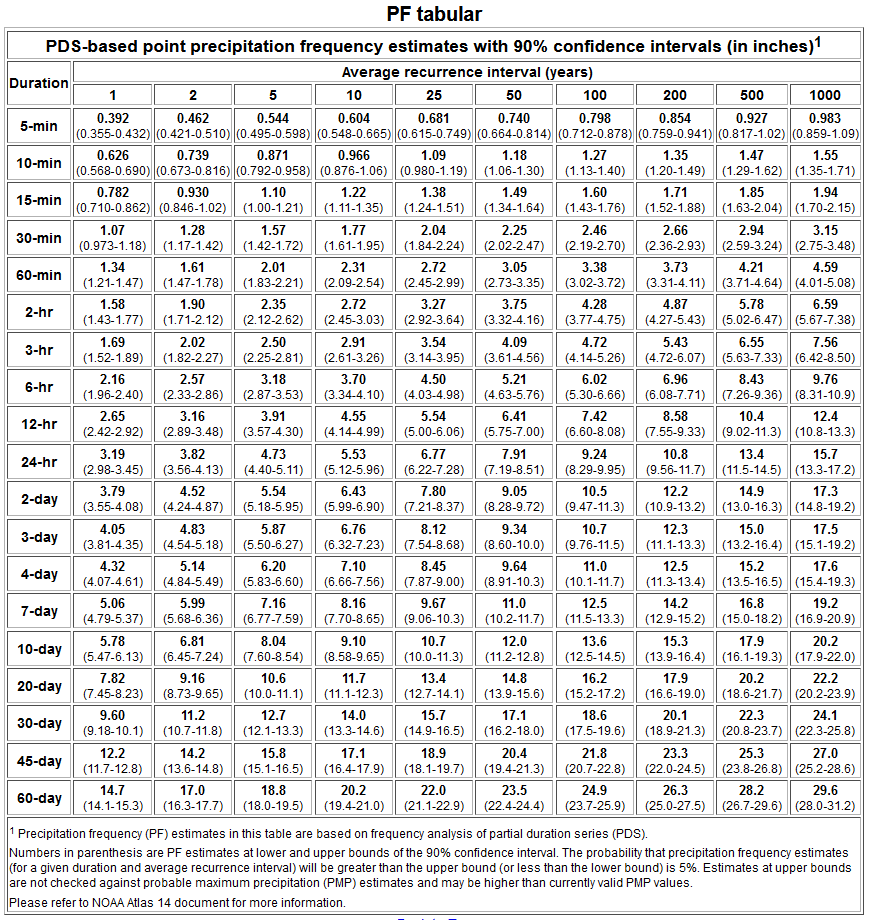 PF tabular
PDS-based point precipitation frequency estimates with 90% confidence intervals (in inches)1
Duration
Average recurrence interval (years)
1 2 5 10 25 50 100 200 500 1000
5-min 0.392 0.462 0.544 0.604 0.681 0.740 0.798 0.854 0.927 0.983
(0.355-0.432) (0.421-0.510) (0.495-0.598) (0.548-0.665) (0.615-0.749) (0.664-0.814) (0.712-0.878) (0.759-0.941) (0.817-1.02) (0.859-1.09)
10-min 0.626 0.739 0.871 0.966 1.09 1.18 1.27 1.35 1.47 1.55
(0.568-0.690) (0.673-0.816) (0.792-0.958) (0.876-1.06) (0.980-1.19) (1.06-1.30) (1.13-1.40) (1.20-1.49) (1.29-1.62) (1.35-1.71)
15-min 0.782 0.930 1.10 1.22 1.38 1.49 1.60 1.71 1.85 1.94
(0.710-0.862) (0.846-1.02) (1.00-1.21) (1.11-1.35) (1.24-1.51) (1.34-1.64) (1.43-1.76) (1.52-1.88) (1.63-2.04) (1.70-2.15)
30-min 1.07 1.28 1.57 1.77 2.04 2.25 2.46 2.66 2.94 3.15
(0.973-1.18) (1.17-1.42) (1.42-1.72) (1.61-1.95) (1.84-2.24) (2.02-2.47) (2.19-2.70) (2.36-2.93) (2.59-3.24) (2.75-3.48)
60-min 1.34 1.61 2.01 2.31 2.72 3.05 3.38 3.73 4.21 4.59
(1.21-1.47) (1.47-1.78) (1.83-2.21) (2.09-2.54) (2.45-2.99) (2.73-3.35) (3.02-3.72) (3.31-4.11) (3.71-4.64) (4.01-5.08)
2-hr 1.58 1.90 2.35 2.72 3.27 3.75 4.28 4.87 5.78 6.59
(1.43-1.77) (1.71-2.12) (2.12-2.62) (2.45-3.03) (2.92-3.64) (3.32-4.16) (3.77-4.75) (4.27-5.43) (5.02-6.47) (5.67-7.38)
3-hr 1.69 2.02 2.50 2.91 3.54 4.09 4.72 5.43 6.55 7.56
(1.52-1.89) (1.82-2.27) (2.25-2.81) (2.61-3.26) (3.14-3.95) (3.61-4.56) (4.14-5.26) (4.72-6.07) (5.63-7.33) (6.42-8.50)
6-hr 2.16 2.57 3.18 3.70 4.50 5.21 6.02 6.96 8.43 9.76
(1.96-2.40) (2.33-2.86) (2.87-3.53) (3.34-4.10) (4.03-4.98) (4.63-5.76) (5.30-6.66) (6.08-7.71) (7.26-9.36) (8.31-10.9)
12-hr 2.65 3.16 3.91 4.55 5.54 6.41 7.42 8.58 10.4 12.4
(2.42-2.92) (2.89-3.48) (3.57-4.30) (4.14-4.99) (5.00-6.06) (5.75-7.00) (6.60-8.08) (7.55-9.33) (9.02-11.3) (10.8-13.3)
24-hr 3.19 3.82 4.73 5.53 6.77 7.91 9.24 10.8 13.4 15.7
(2.98-3.45) (3.56-4.13) (4.40-5.11) (5.12-5.96) (6.22-7.28) (7.19-8.51) (8.29-9.95) (9.56-11.7) (11.5-14.5) (13.3-17.2)
2-day 3.79 4.52 5.54 6.43 7.80 9.05 10.5 12.2 14.9 17.3
(3.55-4.08) (4.24-4.87) (5.18-5.95) (5.99-6.90) (7.21-8.37) (8.28-9.72) (9.47-11.3) (10.9-13.2) (13.0-16.3) (14.8-19.2)
3-day 4.05 4.83 5.87 6.76 8.12 9.34 10.7 12.3 15.0 17.5
(3.81-4.35) (4.54-5.18) (5.50-6.27) (6.32-7.23) (7.54-8.68) (8.60-10.0) (9.76-11.5) (11.1-13.3) (13.2-16.4) (15.1-19.2)
4-day 4.32 5.14 6.20 7.10 8.45 9.64 11.0 12.5 15.2 17.6
(4.07-4.61) (4.84-5.49) (5.83-6.60) (6.66-7.56) (7.87-9.00) (8.91-10.3) (10.1-11.7) (11.3-13.4) (13.5-16.5) (15.4-19.3)
7-day 5.06 5.99 7.16 8.16 9.67 11.0 12.5 14.2 16.8 19.2
(4.79-5.37) (5.68-6.36) (6.77-7.59) (7.70-8.65) (9.06-10.3) (10.2-11.7) (11.5-13.3) (12.9-15.2) (15.0-18.2) (16.9-20.9)
10-day 5.78 6.81 8.04 9.10 10.7 12.0 13.6 15.3 17.9 20.2
(5.47-6.13) (6.45-7.24) (7.60-8.54) (8.58-9.65) (10.0-11.3) (11.2-12.8) (12.5-14.5) (13.9-16.4) (16.1-19.3) (17.9-22.0)
20-day 7.82 9.16 10.6 11.7 13.4 14.8 16.2 17.9 20.2 22.2
(7.45-8.23) (8.73-9.65) (10.0-11.1) (11.1-12.3) (12.7-14.1) (13.9-15.6) (15.2-17.2) (16.6-19.0) (18.6-21.7) (20.2-23.9)
30-day 9.60 11.2 12.7 14.0 15.7 17.1 18.6 20.1 22.3 24.1
(9.18-10.1) (10.7-11.8) (12.1-13.3) (13.3-14.6) (14.9-16.5) (16.2-18.0) (17.5-19.6) (18.9-21.3) (20.8-23.7) (22.3-25.8)
45-day 12.2 14.2 15.8 17.1 18.9 20.4 21.8 23.3 25.3 27.0
(11.7-12.8) (13.6-14.8) (15.1-16.5) (16.4-17.9) (18.1-19.7) (19.4-21.3) (20.7-22.8) (22.0-24.5) (23.8-26.8) (25.2-28.6)
60-day 14.7 17.0 18.8 20.2 22.0 23.5 24.9 26.3 28.2 29.6
(14.1-15.3) (16.3-17.7) (18.0-19.5) (19.4-21.0) (21.1-22.9) (22.4-24.4) (23.7-25.9) (25.0-27.5) (26.7-29.6) (28.0-31.2)
1 Precipitation frequency (PF) estimates in this table are based on frequency analysis of partial duration series (PDS).
Numbers in parenthesis are PF estimates at lower and upper bounds of the 90% confidence interval. The probability that precipitation frequency estimates
(for a given duration and average recurrence interval) will be greater than the upper bound (or less than the lower bound) is 5%. Estimates at upper bounds
are not checked against probable maximum precipitation (PMP) estimates and may be higher than currently valid PMP values.
Please refer to NOAA Atlas 14 document for more information.